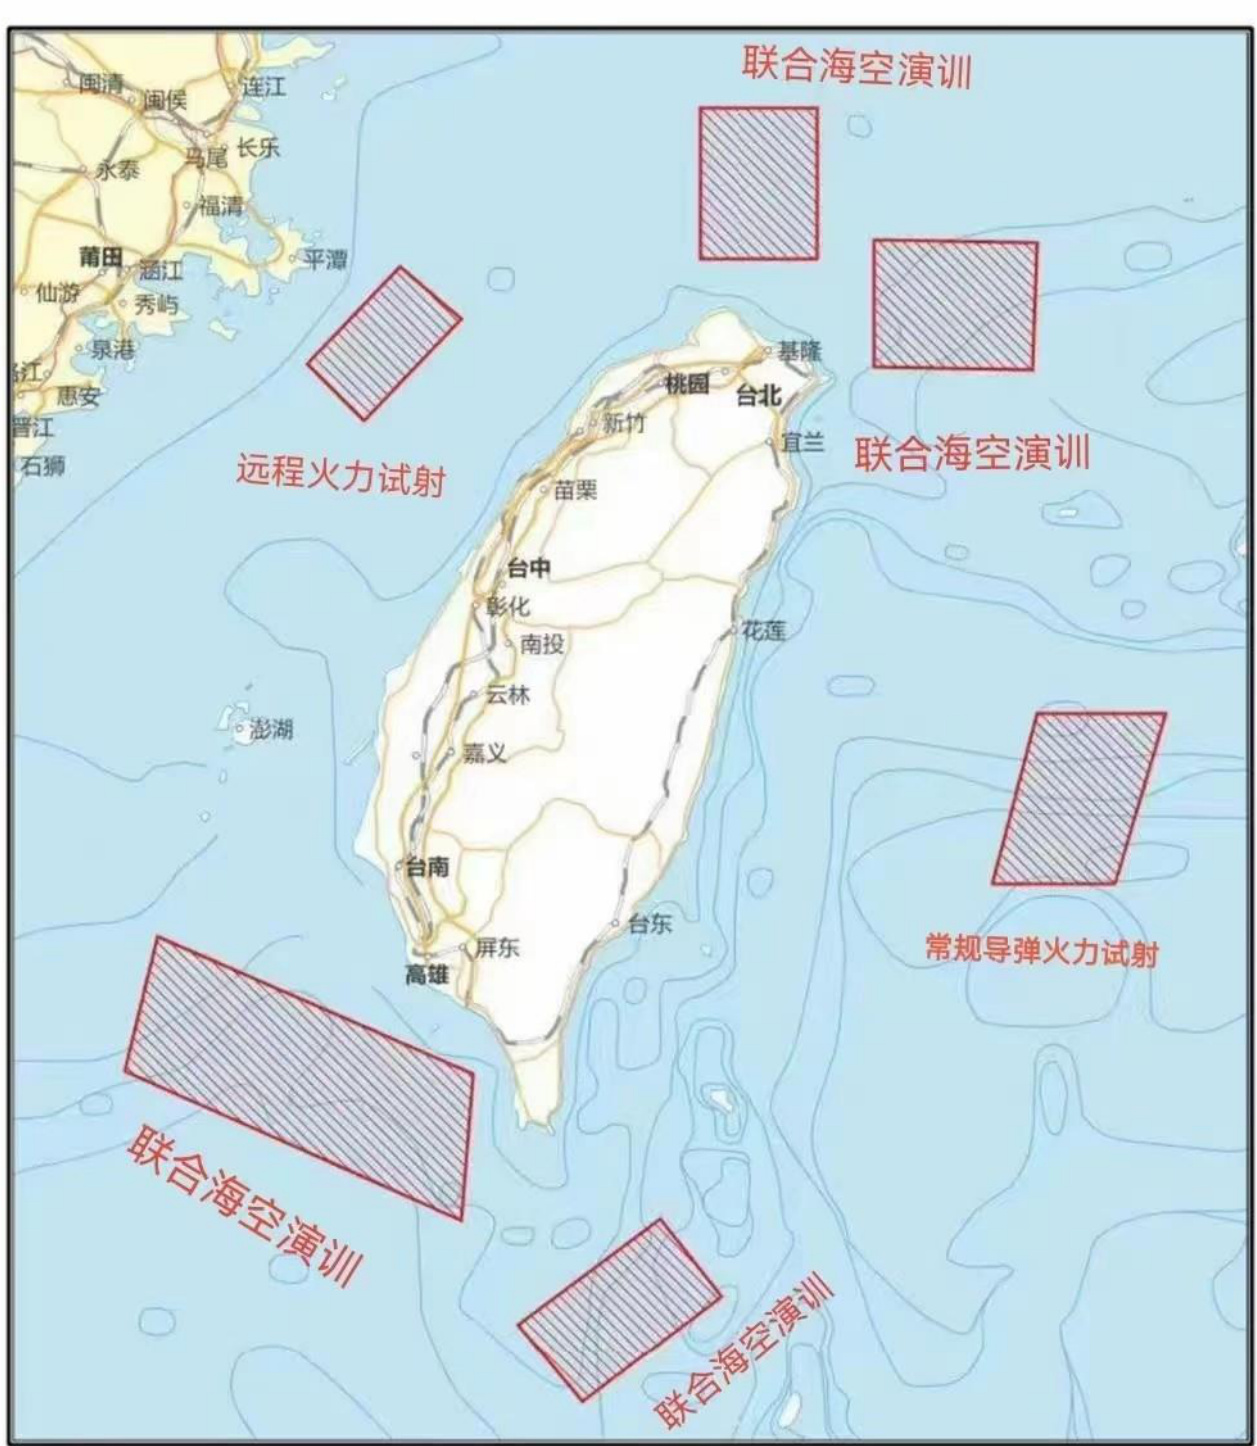 联合海空演训
闽清
连江
闽侯
长乐
马尾
永泰
福清
莆田
平潭
涵江
仙游
秀屿
泉港
基隆
桃园
台北
惠安
新竹
晋江
宜兰
联合海空演训
石狮
远程火力试射
苗栗
台中
彰化
花莲
南投
云林
澎湖
嘉义
台南
台东
屏东
常规导弹火力试射
高雄
联合海空演训
联合海空演训